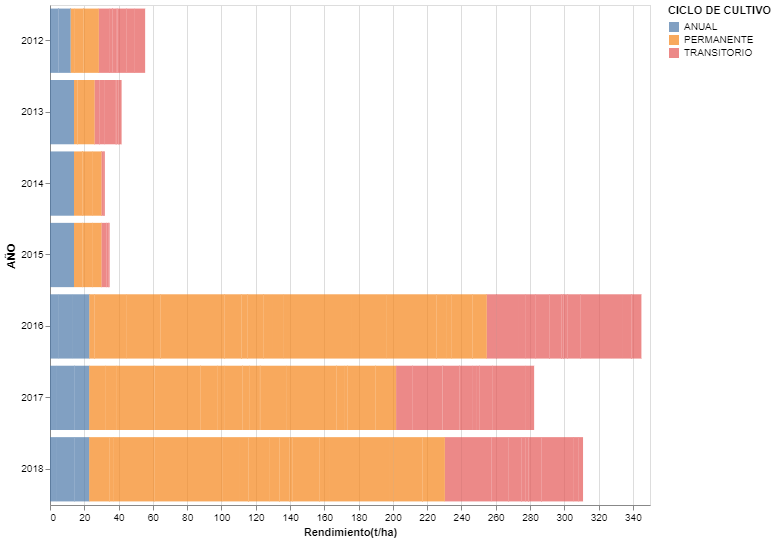 CICLO DE CULTIVO
ANUAL
PERMANENTE
TRANSITORIO
AÑO
2012
2013
2014
2015
2016
2017
2018
0 20 40 60 80 100 120 140 160 180 200 220 240 260 280 300 320 340
Rendimiento(t/ha)